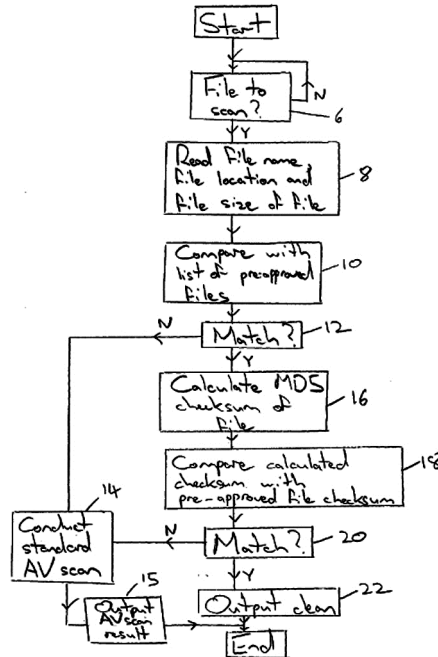 Start
File to
scan?
N
6
Y
Read File name,
file location and
file size of file
8
Compare with
list of pre-approved
files
10
N
Match?
12
Y
Calculate MD5
checksum of
file
16
Compare calculated
checksum with
pre-approved file checksum
18
14
Conduct
standard
AV scan
N
Match?
20
Y
15
Output
AV scan
result
Output clean
22
End